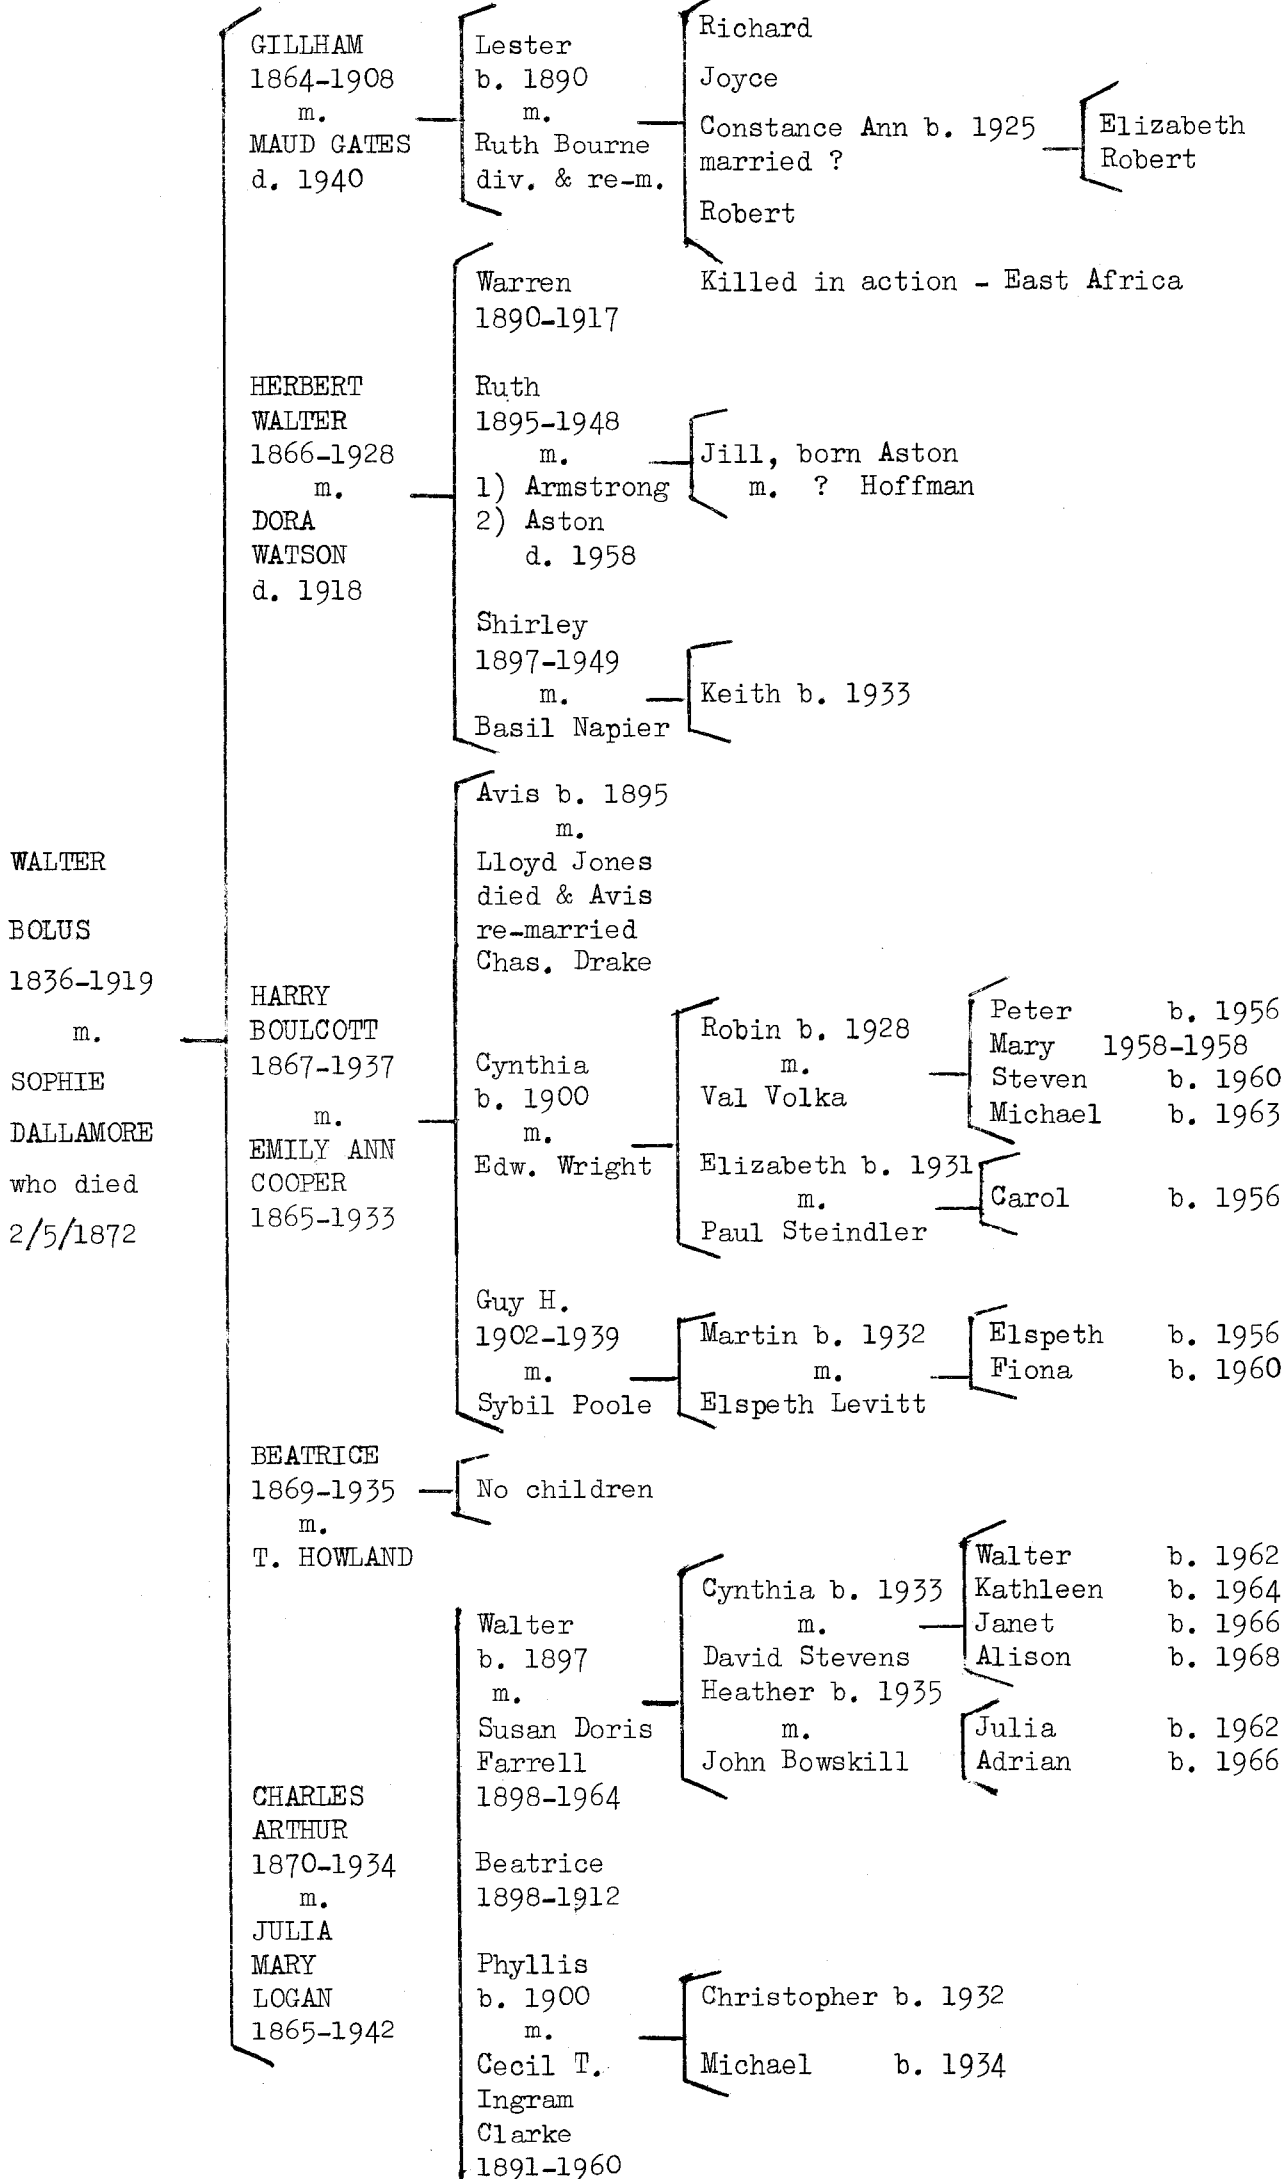 WALTER
BOLUS
1836-1919
m.
SOPHIE
DALLAMORE
who died
2/5/1872
GILLHAM
1864-1908
m.
MAUD GATES
d. 1940
Lester
b. 1890
m.
Ruth Bourne
div. & re-m.
Richard
Joyce
Constance Ann b. 1925
married ?
Robert
Elizabeth
Robert
HERBERT
WALTER
1866-1928
m.
DORA
WATSON
d. 1918
Warren
1890-1917
Killed in action - East Africa
Ruth
1895-1948
m.
1) Armstrong
2) Aston
d. 1958
Jill, born Aston
m. ? Hoffman
Shirley
1897-1949
m.
Basil Napier
Keith b. 1933
HARRY
BOULCOTT
1867-1937
m.
EMILY ANN
COOPER
1865-1933
Avis b. 1895
m.
Lloyd Jones
died & Avis
re-married
Chas. Drake
Cynthia
b. 1900
m.
Edw. Wright
Robin b. 1928
m.
Val Volka
Peter b. 1956
Mary 1958-1958
Steven b. 1960
Michael b. 1963
Elizabeth b. 1931
m.
Paul Steindler
Carol b. 1956
Guy H.
1902-1939
m.
Sybil Poole
Martin b. 1932
m.
Elspeth Levitt
Elspeth b. 1956
Fiona b. 1960
BEATRICE
1869-1935
m.
T. HOWLAND
No children
CHARLES
ARTHUR
1870-1934
m.
JULIA
MARY
LOGAN
1865-1942
Walter
b. 1897
m.
Susan Doris
Farrell
1898-1964
Cynthia b. 1933
m.
David Stevens
Walter b. 1962
Kathleen b. 1964
Janet b. 1966
Alison b. 1968
Heather b. 1935
m.
John Bowskill
Julia b. 1962
Adrian b. 1966
Beatrice
1898-1912
Phyllis
b. 1900
m.
Cecil T.
Ingram
Clarke
1891-1960
Christopher b. 1932
Michael b. 1934